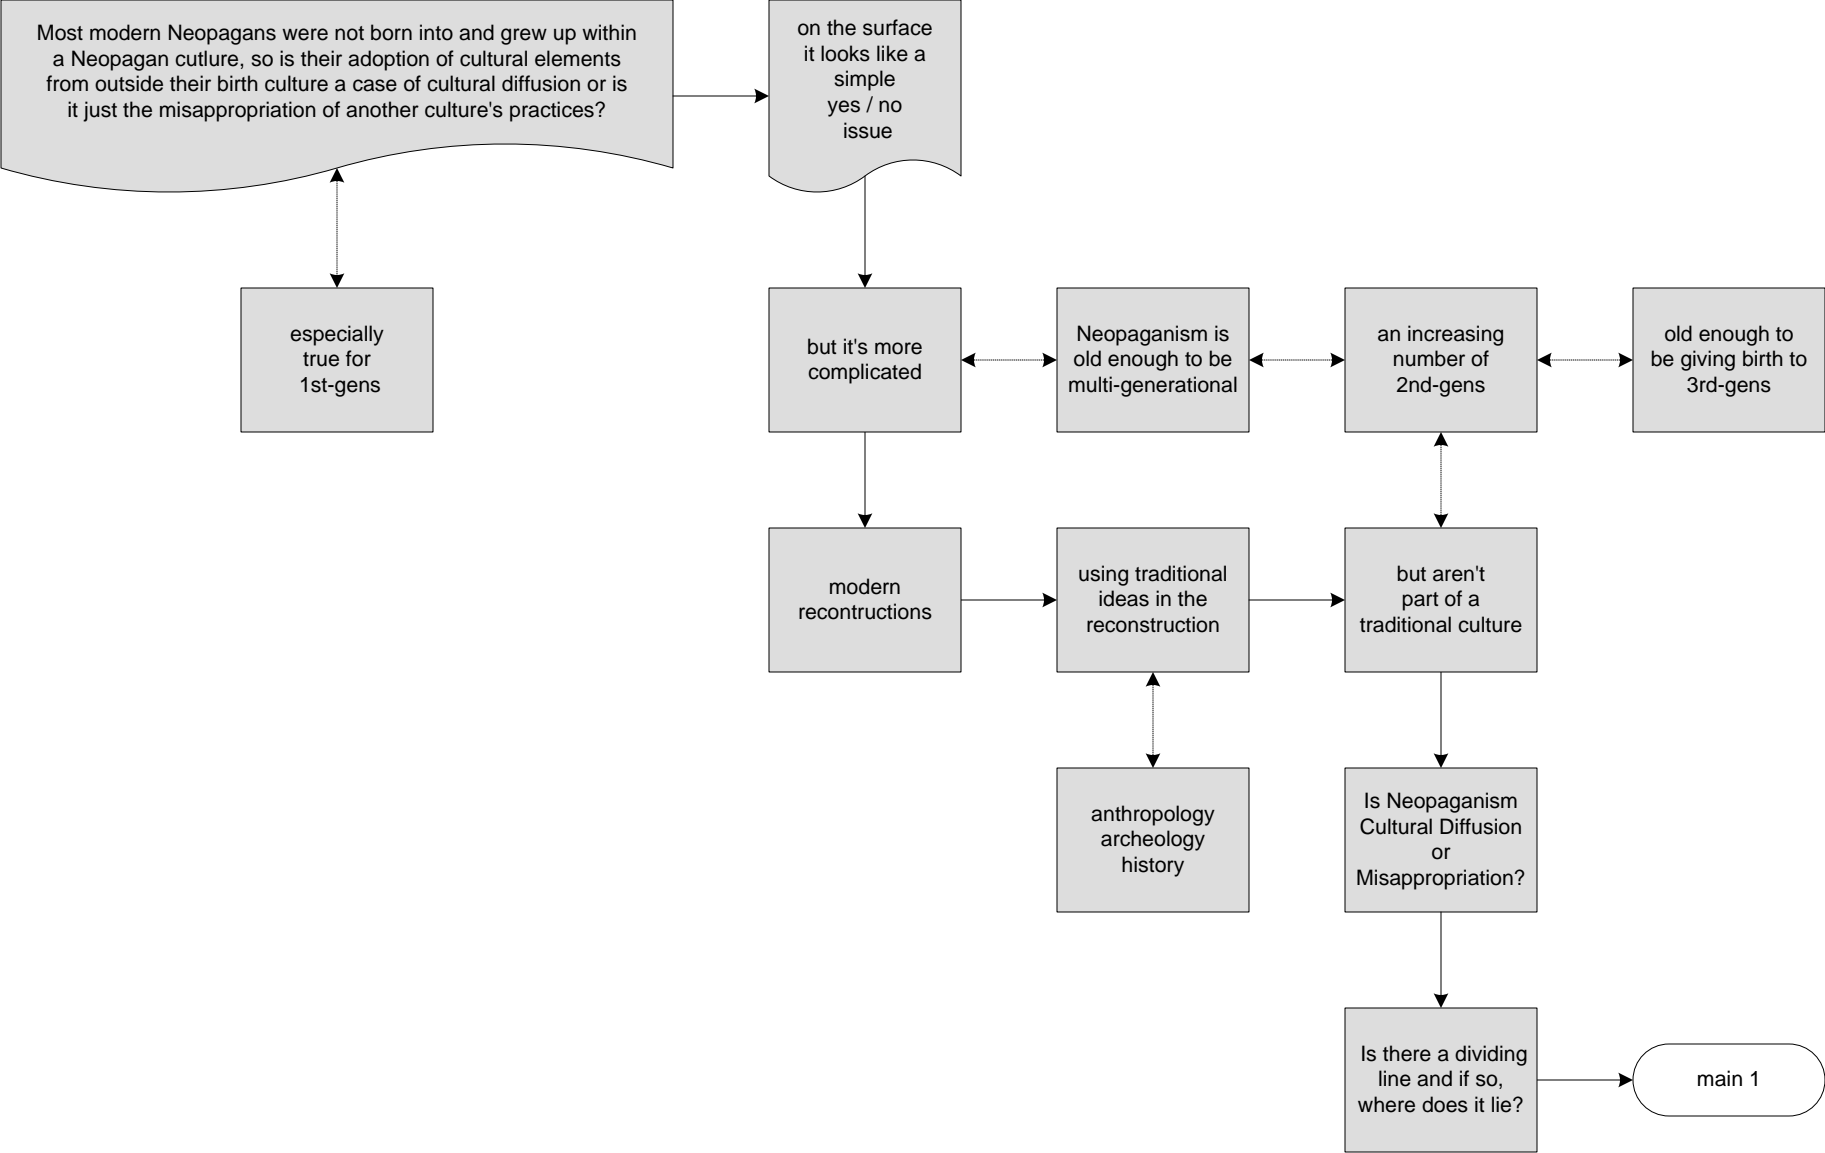 Most modern Neopagans were not born into and grew up within
a Neopagan cutlure, so is their adoption of cultural elements
from outside their birth culture a case of cultural diffusion or is
it just the misappropriation of another culture's practices?
on the surface
it looks like a
simple
yes / no
issue
especially
true for
1st-gens
but it's more
complicated
Neopaganism is
old enough to be
multi-generational
an increasing
number of
2nd-gens
old enough to
be giving birth to
3rd-gens
modern
recontructions
using traditional
ideas in the
reconstruction
but aren't
part of a
traditional culture
anthropology
archeology
history
Is Neopaganism
Cultural Diffusion
or
Misappropriation?
Is there a dividing
line and if so,
where does it lie?
main 1